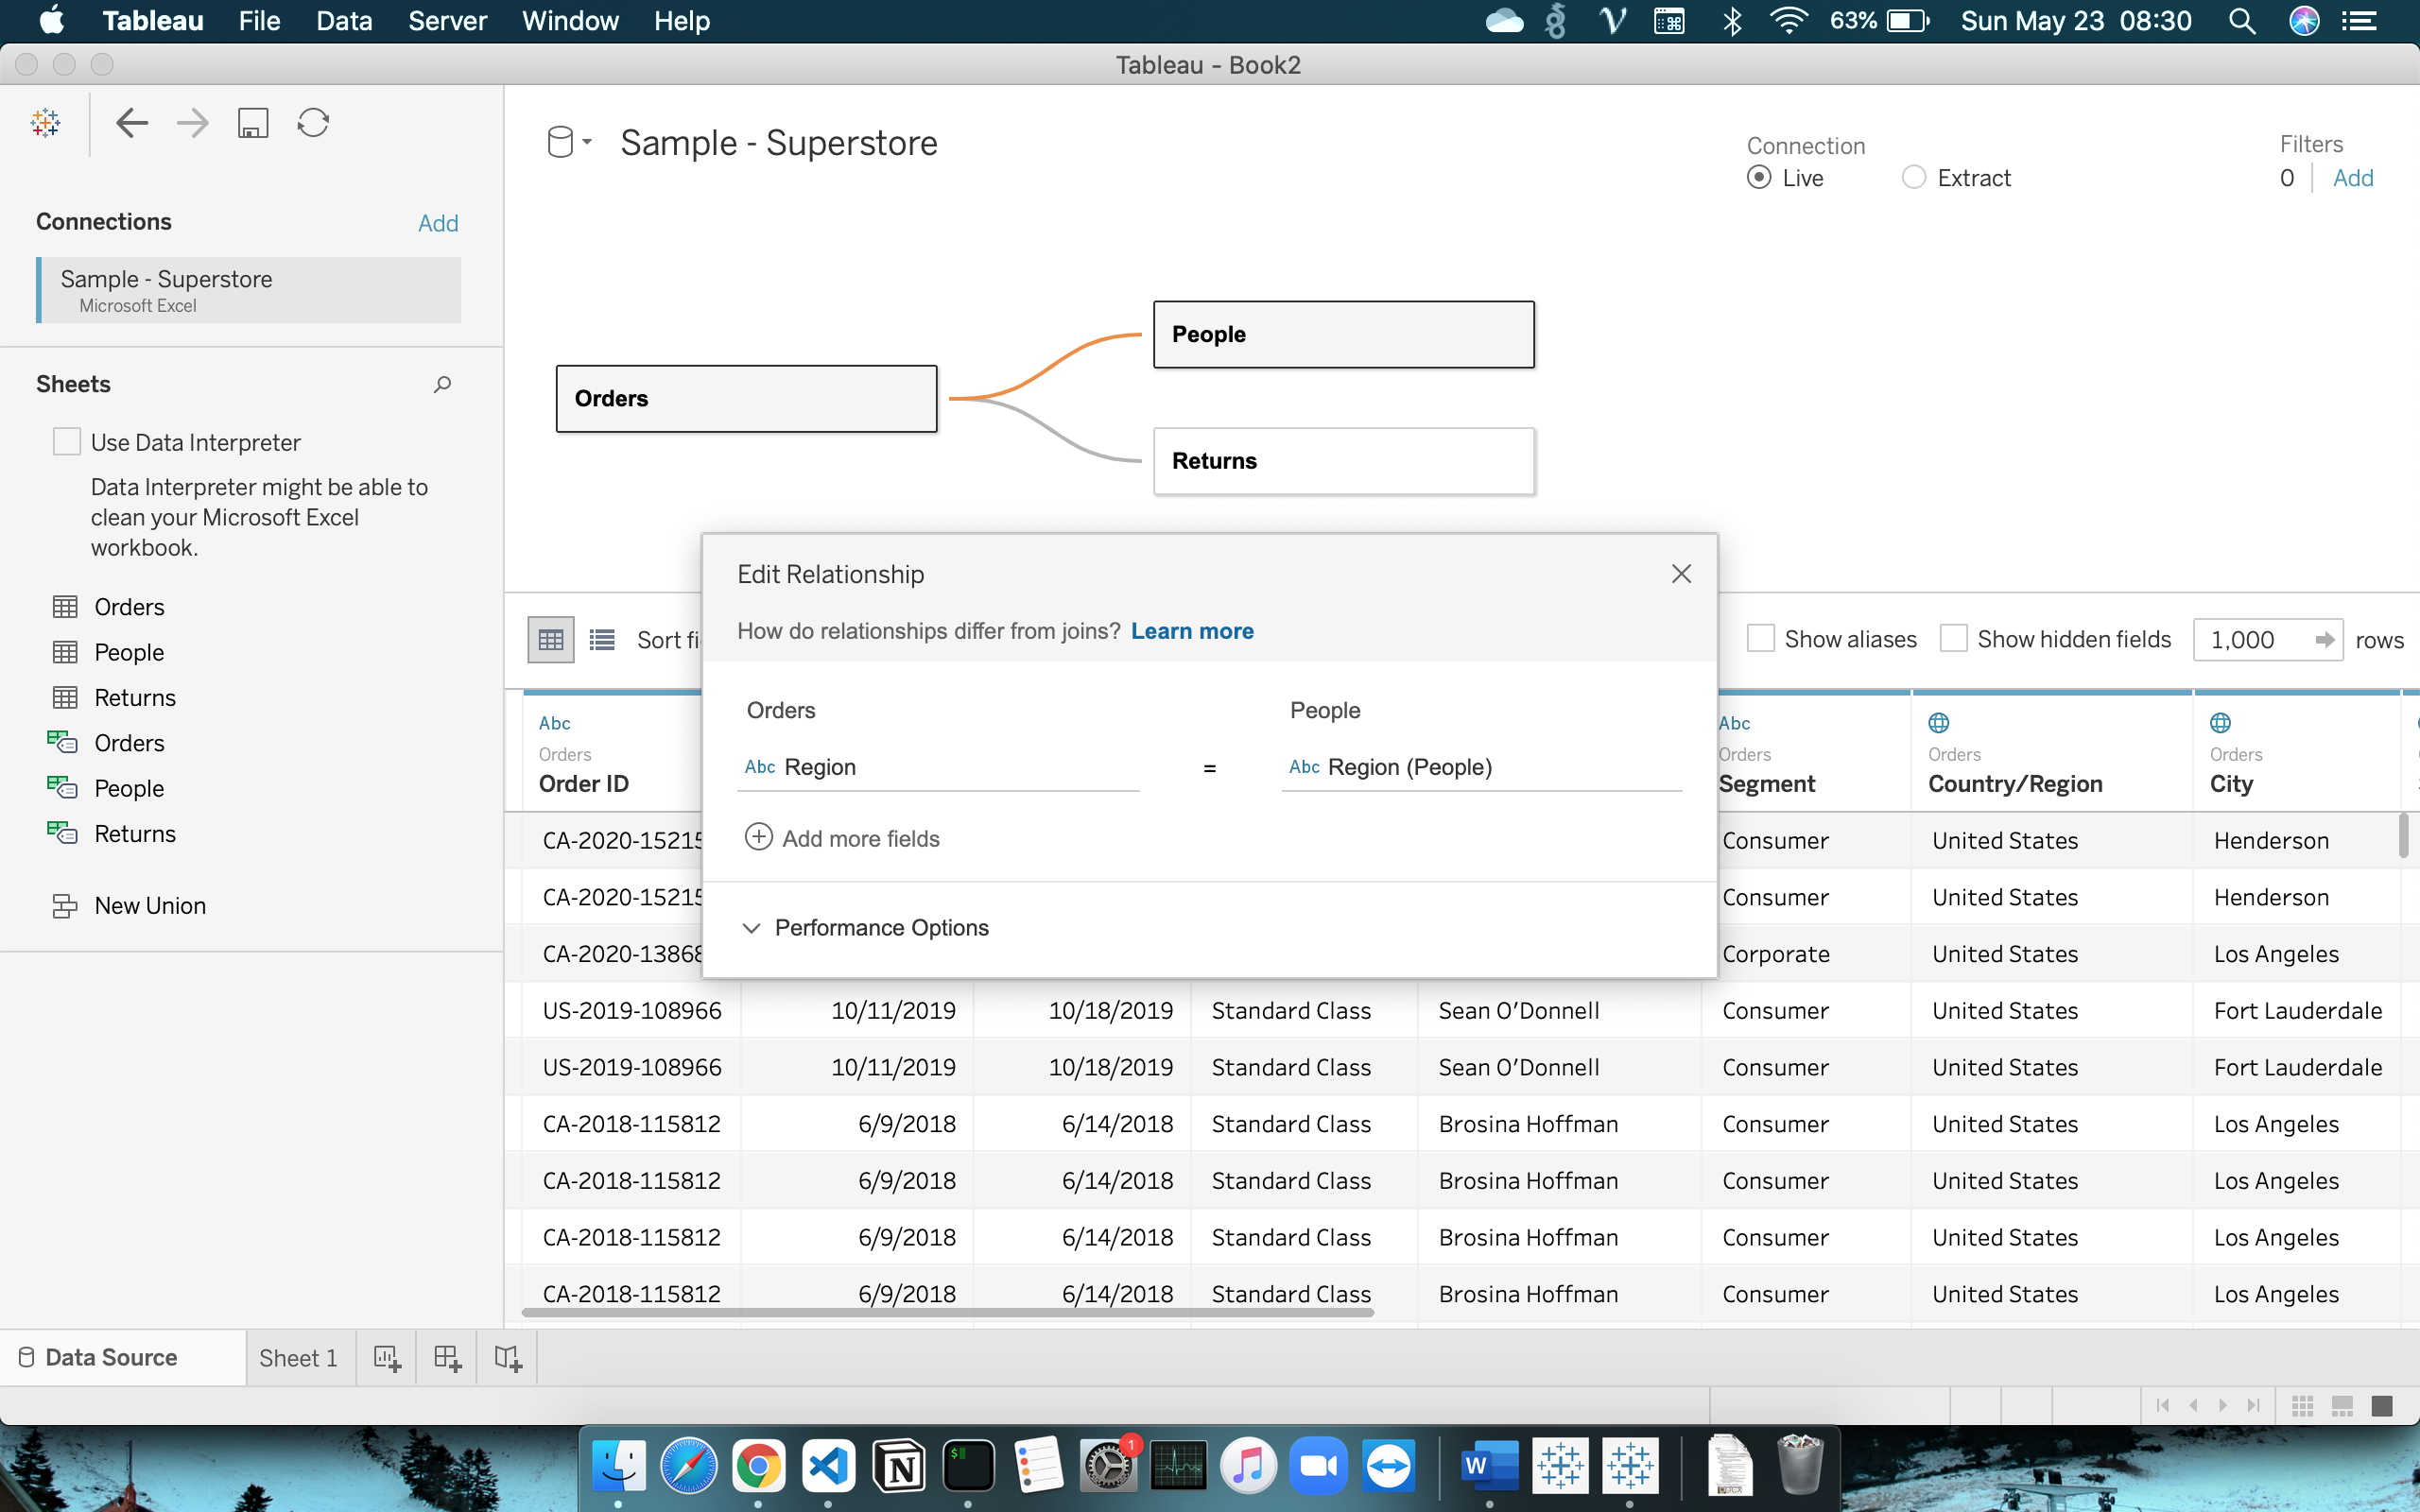 Tableau File Data Server Window Help 63% Sun May 23 08:30
Tableau - Book2
Sample - Superstore
Connection
Live Extract
Filters
0 Add
Connections Add
Sample - Superstore
Microsoft Excel
Sheets
Use Data Interpreter
Data Interpreter might be able to
clean your Microsoft Excel
workbook.
Orders
People
Returns
Orders
People
Returns
New Union
Orders
People
Returns
Edit Relationship
How do relationships differ from joins? Learn more
Orders People
Abc Region = Abc Region (People)
Add more fields
Performance Options
Sort fi
Show aliases Show hidden fields 1,000 rows
Abc Abc
Orders Orders Orders Orders
Order ID Segment Country/Region City
CA-2020-15215 Consumer United States Henderson
CA-2020-15215 Consumer United States Henderson
CA-2020-13868 Corporate United States Los Angeles
US-2019-108966 10/11/2019 10/18/2019 Standard Class Sean O'Donnell Consumer United States Fort Lauderdale
US-2019-108966 10/11/2019 10/18/2019 Standard Class Sean O'Donnell Consumer United States Fort Lauderdale
CA-2018-115812 6/9/2018 6/14/2018 Standard Class Brosina Hoffman Consumer United States Los Angeles
CA-2018-115812 6/9/2018 6/14/2018 Standard Class Brosina Hoffman Consumer United States Los Angeles
CA-2018-115812 6/9/2018 6/14/2018 Standard Class Brosina Hoffman Consumer United States Los Angeles
CA-2018-115812 6/9/2018 6/14/2018 Standard Class Brosina Hoffman Consumer United States Los Angeles
Data Source Sheet 1
1